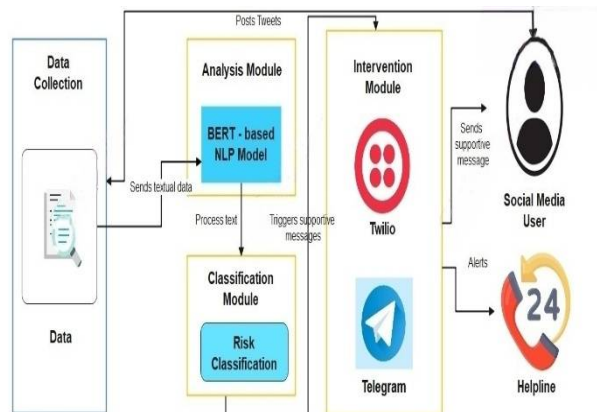 Posts Tweets
Data
Collection
Sends textual data
Data
Analysis Module
BERT - based
NLP Model
Process text
Classification
Module
Risk
Classification
Triggers supportive
messages
Intervention
Module
Twilio
Telegram
Sends
supportive
message
Alerts
Social Media
User
24
Helpline